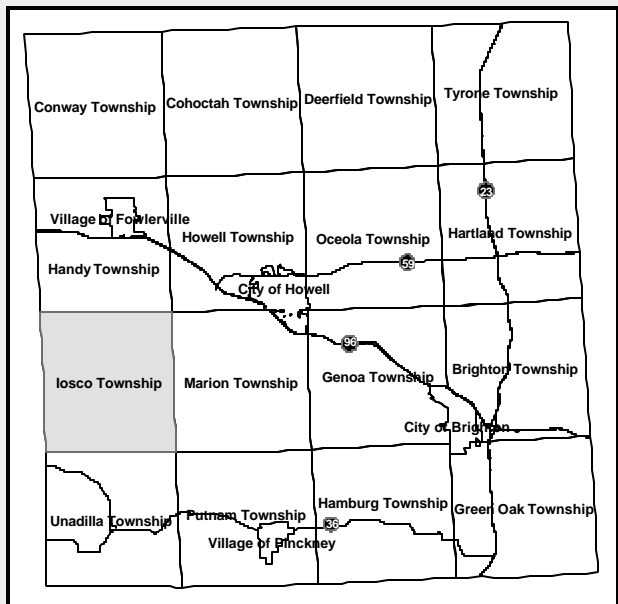 Conway Township
Cohoctah Township
Deerfield Township
Tyrone Township
23
Village of Fowlerville
Howell Township
Oceola Township
Hartland Township
Handy Township
59
City of Howell
96
Iosco Township
Marion Township
Genoa Township
Brighton Township
City of Brighton
Unadilla Township
Putnam Township
Hamburg Township
Green Oak Township
36
Village of Pinckney